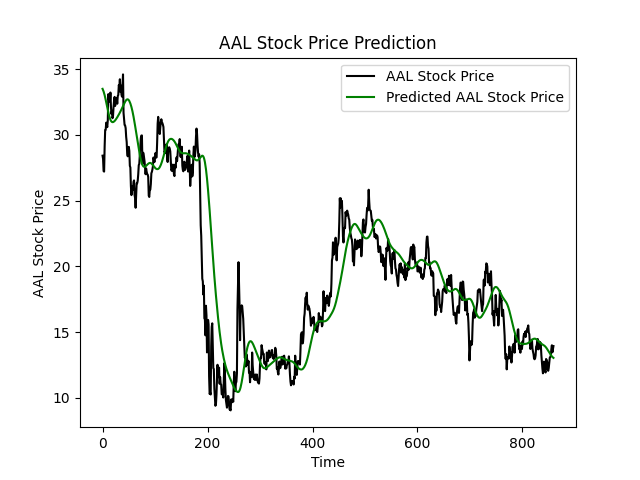 AAL Stock Price Prediction
AAL Stock Price
Predicted AAL Stock Price
35
30
25
20
15
10
AAL Stock Price
0 200 400 600 800
Time